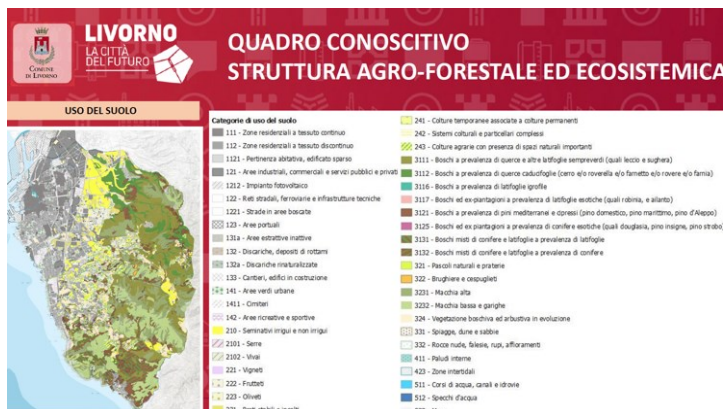 COMUNE
DI LIVORNO
LIVORNO
LA CITTÀ
DEL FUTURO
QUADRO CONOSCITIVO
STRUTTURA AGRO-FORESTALE ED ECOSISTEMICA
USO DEL SUOLO
Categorie di uso del suolo
111 - Zone residenziali a tessuto continuo
112 - Zone residenziali a tessuto discontinuo
1121 - Pertinenza abitativa, edificato sparso
121 - Aree industriali, commerciali e servizi pubblici e privati
1212 - Impianto fotovoltaico
122 - Reti stradali, ferroviarie e infrastrutture tecniche
1221 - Strade in aree boscate
123 - Aree portuali
131a - Aree estrattive inattive
132 - Discariche, depositi di rottami
132a - Discariche rinaturalizzate
133 - Cantieri, edifici in costruzione
141 - Aree verdi urbane
1411 - Cimiteri
142 - Aree ricreative e sportive
210 - Seminativi irrigui e non irrigui
2101 - Serre
2102 - Vivai
221 - Vigneti
222 - Frutteti
223 - Oliveti
241 - Colture temporanee associate a colture permanenti
242 - Sistemi colturali e particellari complessi
243 - Colture agrarie con presenza di spazi naturali importanti
3111 - Boschi a prevalenza di querce e altre latifoglie sempreverdi (quali leccio e sughera)
3112 - Boschi a prevalenza di querce caducifoglie (cerro e/o roverella e/o farnetto e/o rovere e/o farnia)
3116 - Boschi a prevalenza di latifoglie igrofile
3117 - Boschi ed ex-piantagioni a prevalenza di latifoglie esotiche (quali robinia, e ailanto)
3121 - Boschi a prevalenza di pini mediterranei e cipressi (pino domestico, pino marittimo, pino d'Aleppo)
3125 - Boschi ed ex piantagioni a prevalenza di conifere esotiche (quali douglasia, pino insigne, pino strobo)
3131 - Boschi misti di conifere e latifoglie a prevalenza di latifoglie
3132 - Boschi misti di conifere e latifoglie a prevalenza di conifere
321 - Pascoli naturali e praterie
322 - Brughiere e cespuglieti
3231 - Macchia alta
3232 - Macchia bassa e garighe
324 - Vegetazione boschiva ed arbustiva in evoluzione
331 - Spiagge, dune e sabbie
332 - Rocce nude, falesie, rupi, affioramenti
411 - Paludi interne
423 - Zone intertidali
511 - Corsi di acqua, canali e idrovie
512 - Specchi d'acqua